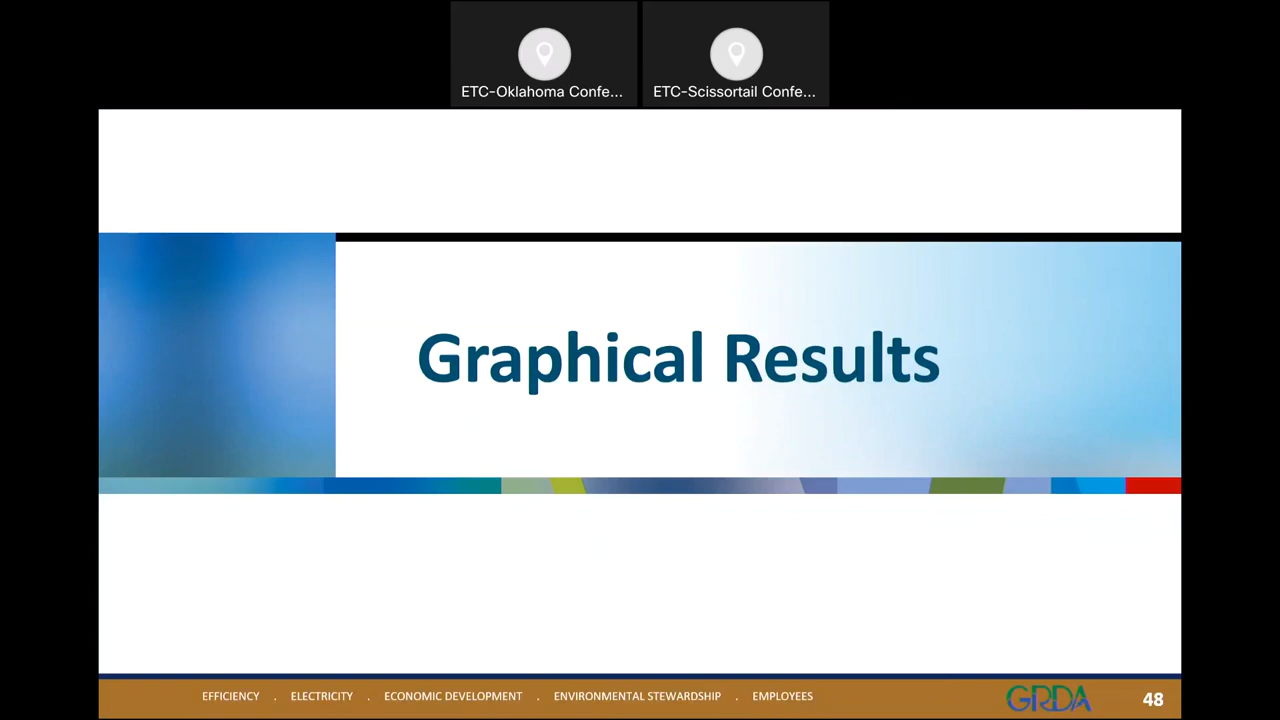 ETC-Oklahoma Confe...
ETC-Scissortail Confe...
Graphical Results
EFFICIENCY . ELECTRICITY . ECONOMIC DEVELOPMENT . ENVIRONMENTAL STEWARDSHIP . EMPLOYEES
GRDA
48